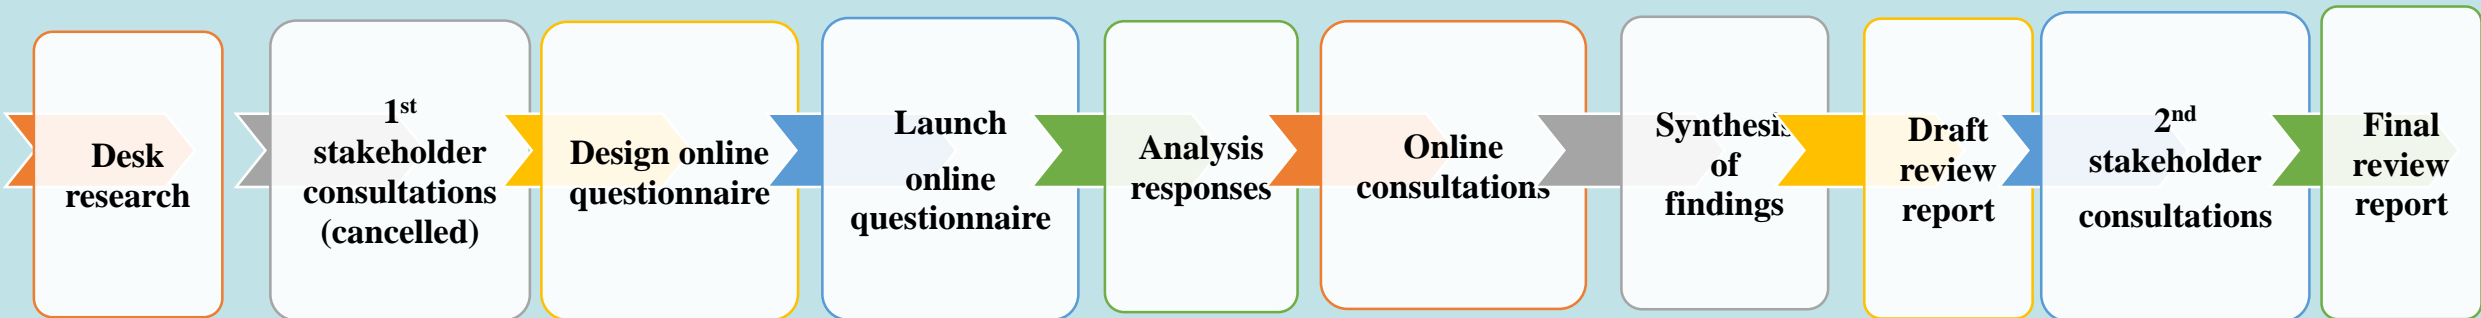 Desk
research
1st
stakeholder
consultations
(cancelled)
Design online
questionnaire
Launch
online
questionnaire
Analysis
responses
Online
consultations
Synthesis
of
findings
Draft
review
report
2nd
stakeholder
consultations
Final
review
report